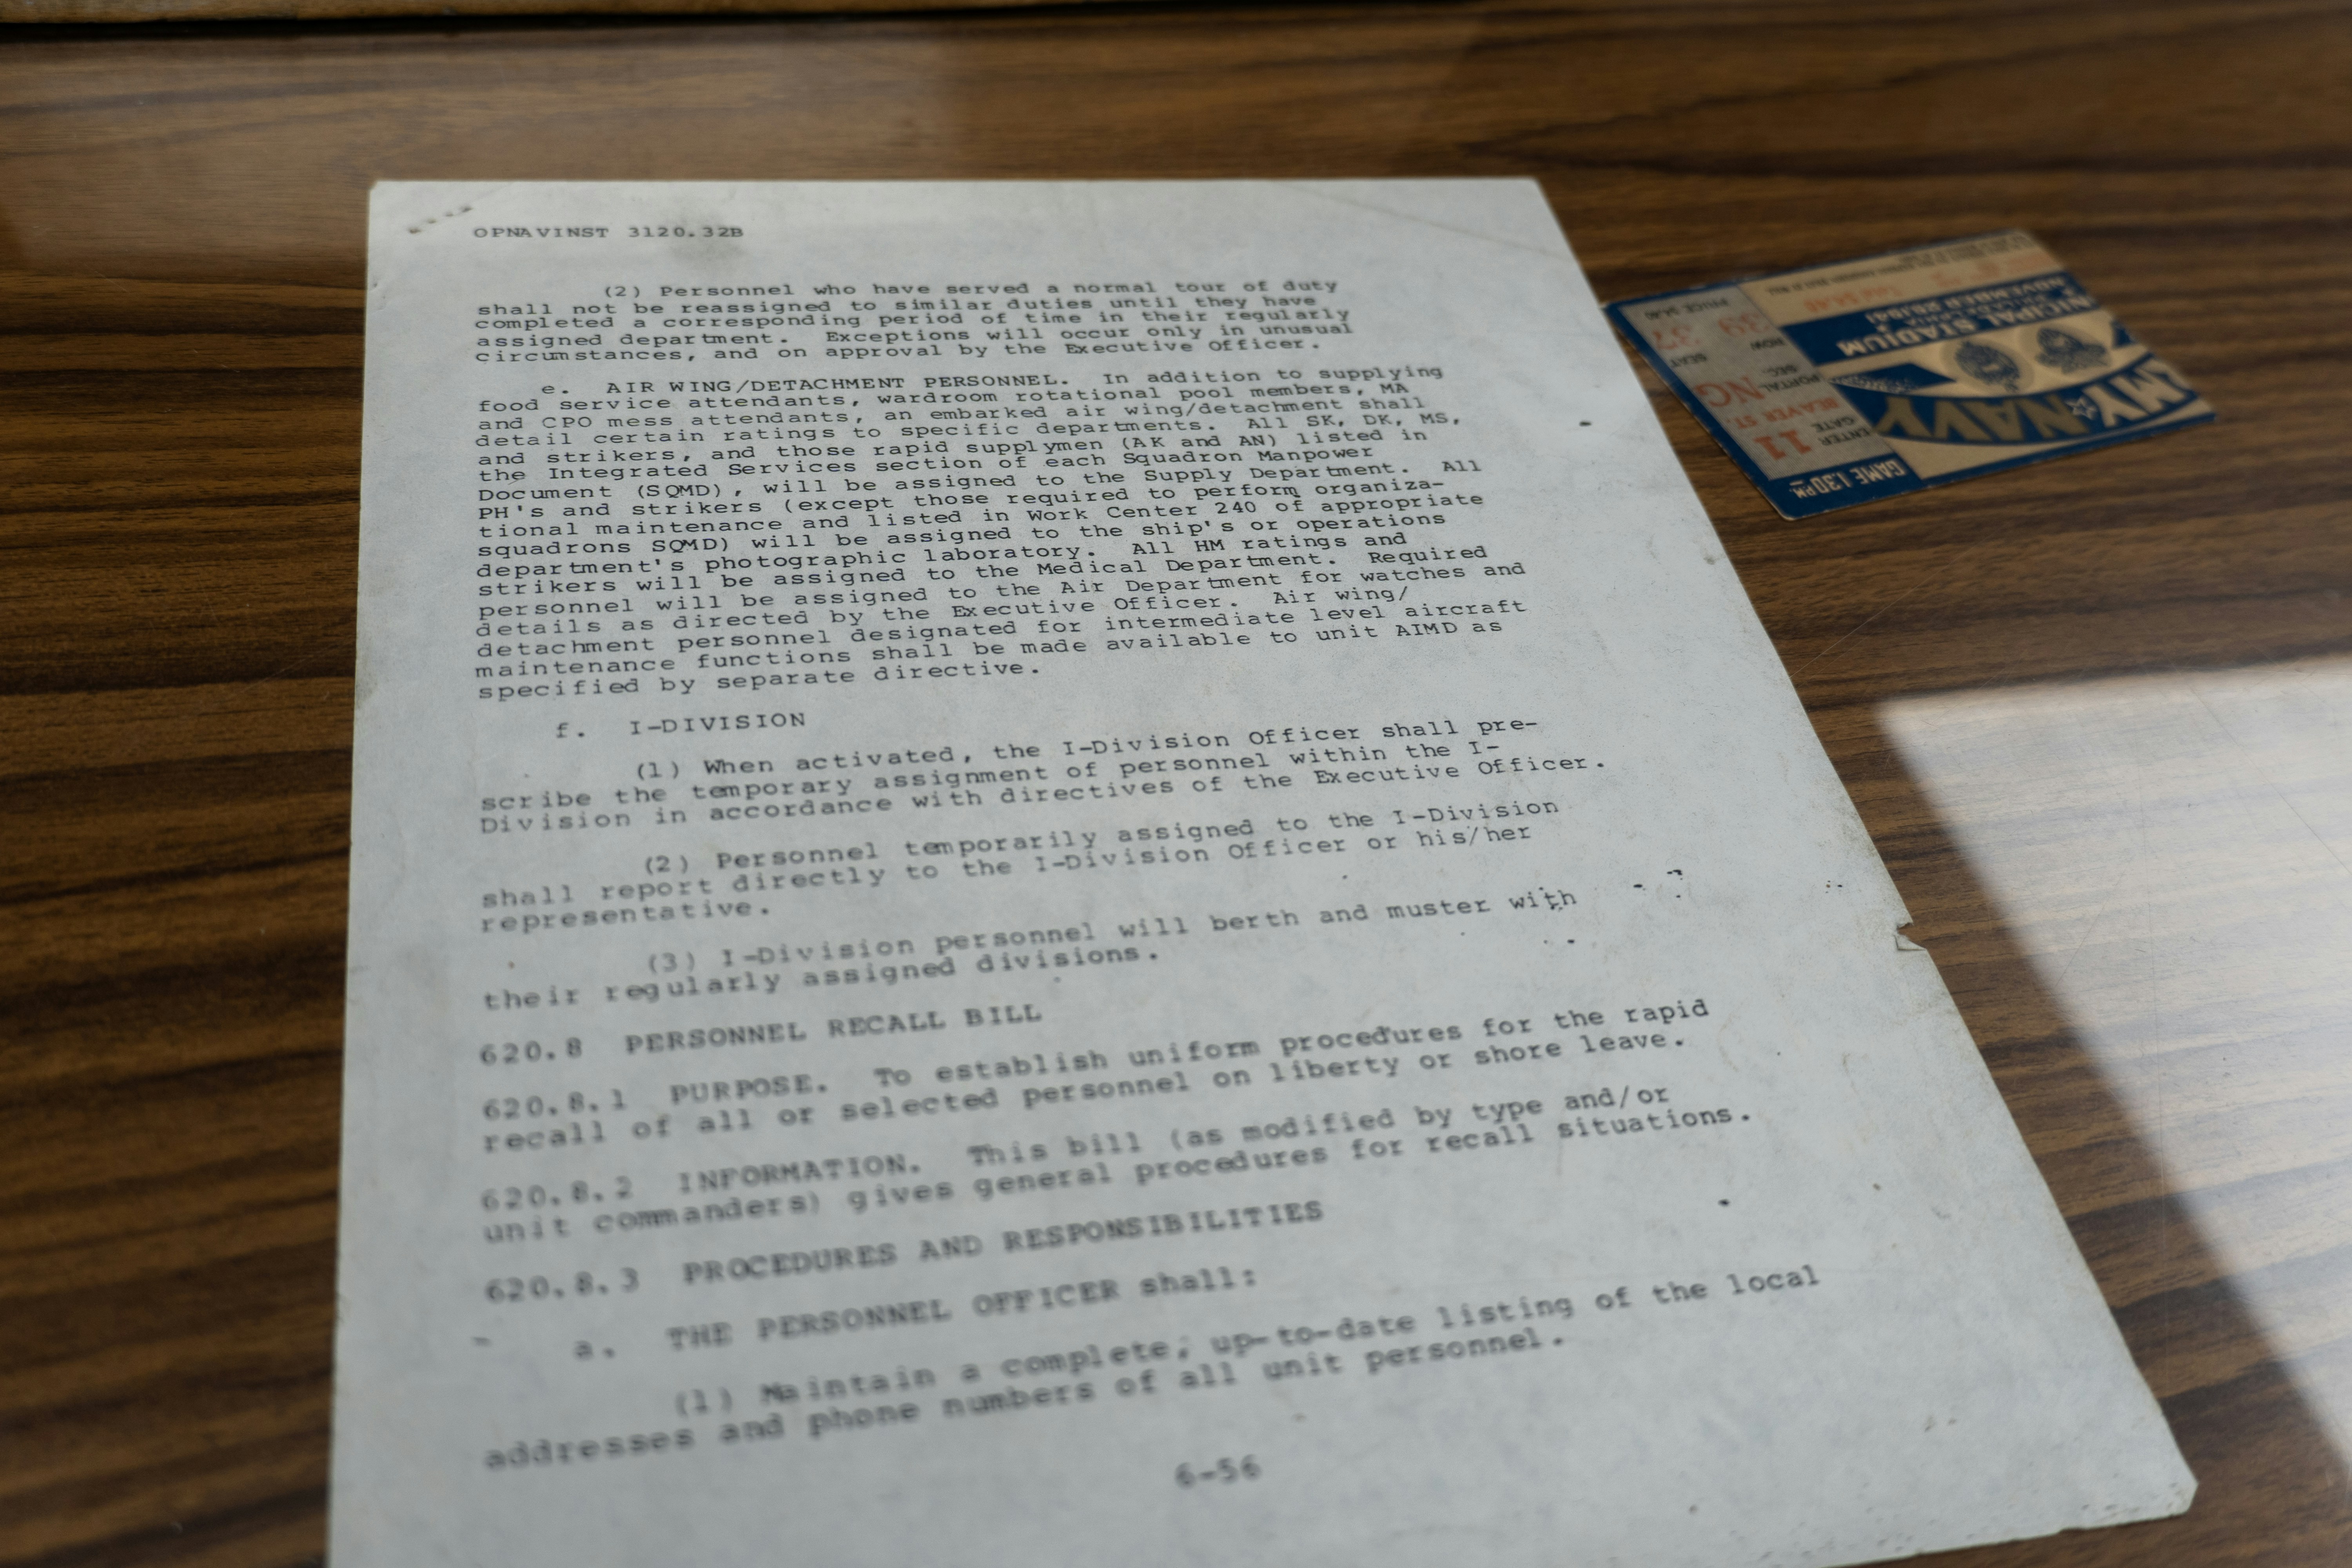 OPNAVINST 3120.32B
(2) Personnel who have served a normal tour of duty
shall not be reassigned to similar duties until they have
completed a corresponding period of time in their regularly
assigned department. Exceptions will occur only in unusual
circumstances, and on approval by the Executive Officer.
e. AIR WING/DETACHMENT PERSONNEL. In addition to supplying
food service attendants, wardroom rotational pool members, MA
and CPO mess attendants, an embarked air wing/detachment shall
detail certain ratings to specific departments. All SK, DK, MS,
and strikers, and those rapid supplymen (AK and AN) listed in
the Integrated Services section of each Squadron Manpower
Document (SQMD), will be assigned to the Supply Department. All
PH's and strikers (except those required to perform organiza-
tional maintenance and listed in Work Center 240 of appropriate
squadrons SQMD) will be assigned to the ship's or operations
department's photographic laboratory. All HM ratings and
strikers will be assigned to the Medical Department. Required
personnel will be assigned to the Air Department for watches and
details as directed by the Executive Officer. Air wing/
detachment personnel designated for intermediate level aircraft
maintenance functions shall be made available to unit AIMD as
specified by separate directive.
f. I-DIVISION
(1) When activated, the I-Division Officer shall pre-
scribe the temporary assignment of personnel within the I-
Division in accordance with directives of the Executive Officer.
(2) Personnel temporarily assigned to the I-Division
shall report directly to the I-Division Officer or his/her
representative.
(3) I-Division personnel will berth and muster with
their regularly assigned divisions.
620.8 PERSONNEL RECALL BILL
620.8.1 PURPOSE. To establish uniform procedures for the rapid
recall of all or selected personnel on liberty or shore leave.
620.8.2 INFORMATION. This bill (as modified by type and/or
unit commanders) gives general procedures for recall situations.
620.8.3 PROCEDURES AND RESPONSIBILITIES
a. THE PERSONNEL OFFICER shall:
(1) Maintain a complete, up-to-date listing of the local
addresses and phone numbers of all unit personnel.
6-56
GAME 1:30 PM.
ENTER
GATE 11
BEAVER ST.
PORTAL
SEC. NG
ROW 39
SEAT 37
MY NAVY
NICIPAL STADIUM
PHILADELPHIA